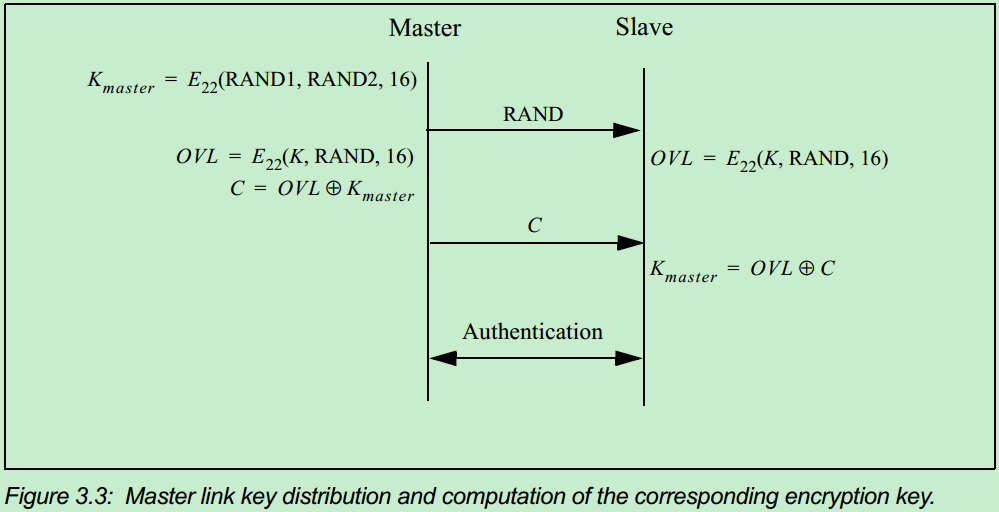 Master Slave
K_master = E_22(RAND1, RAND2, 16)
RAND
OVL = E_22(K, RAND, 16) OVL = E_22(K, RAND, 16)
C = OVL ⊕ K_master
C
K_master = OVL ⊕ C
Authentication
Figure 3.3: Master link key distribution and computation of the corresponding encryption key.